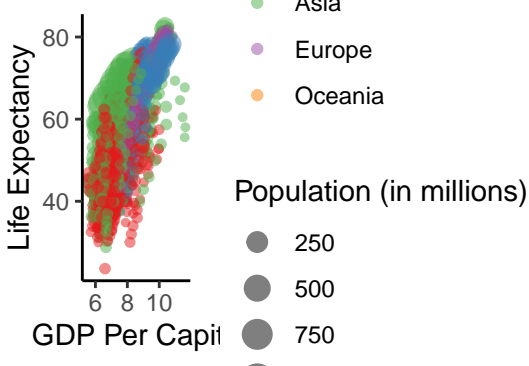 Asia
Europe
Oceania
Population (in millions)
250
500
750
Life Expectancy
80
60
40
6 8 10
GDP Per Capit